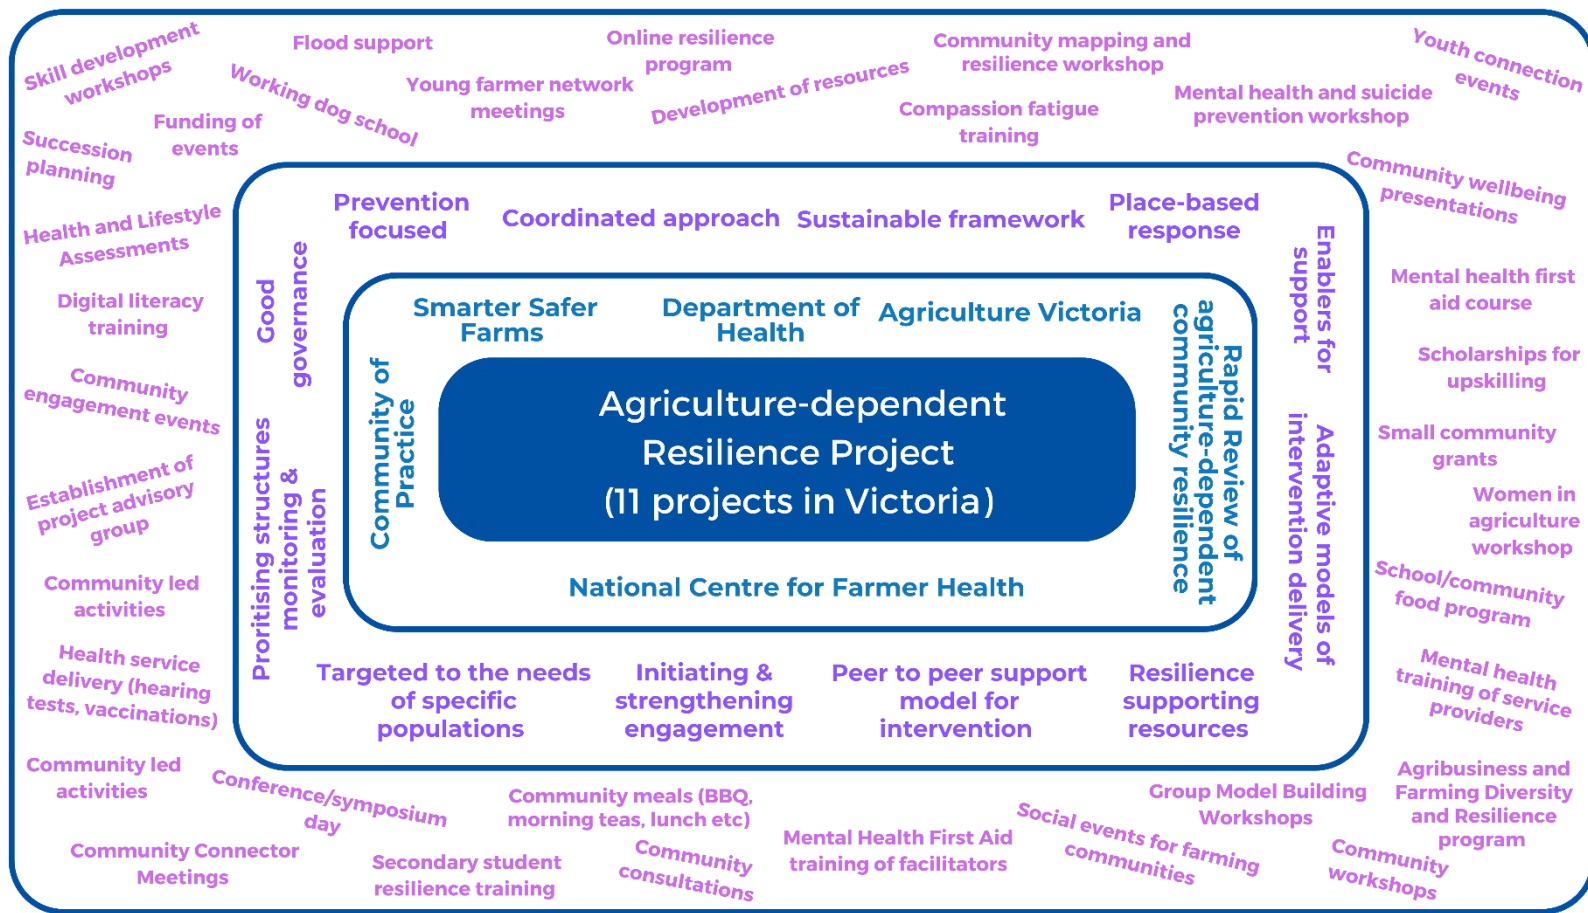 Skill development
workshops
Flood support
Online resilience
program
Community mapping and
resilience workshop
Youth connection
events
Working dog school
Young farmer network
meetings
Development of resources
Compassion fatigue
training
Mental health and suicide
prevention workshop
Funding of
events
Succession
planning
Community wellbeing
presentations
Health and Lifestyle
Assessments
Digital literacy
training
Community
engagement events
Establishment of
project advisory
group
Community led
activities
Health service
delivery (hearing
tests, vaccinations)
Community led
activities
Community Connector
Meetings
Prevention
focused
Coordinated approach
Sustainable framework
Place-based
response
Good
governance
Proritising structures
monitoring &
evaluation
Enablers for
support
Adaptive models of
intervention delivery
Smarter Safer
Farms
Department of
Health
Agriculture Victoria
Community of
Practice
Rapid Review of
agriculture-dependent
community resilience
Agriculture-dependent
Resilience Project
(11 projects in Victoria)
National Centre for Farmer Health
Targeted to the needs
of specific
populations
Initiating &
strengthening
engagement
Peer to peer support
model for
intervention
Resilience
supporting
resources
Mental health first
aid course
Scholarships for
upskilling
Small community
grants
Women in
agriculture
workshop
School/community
food program
Mental health
training of service
providers
Agribusiness and
Farming Diversity
and Resilience
program
Conference/symposium
day
Community meals (BBQ,
morning teas, lunch etc)
Group Model Building
Workshops
Secondary student
resilience training
Community
consultations
Mental Health First Aid
training of facilitators
Social events for farming
communities
Community
workshops